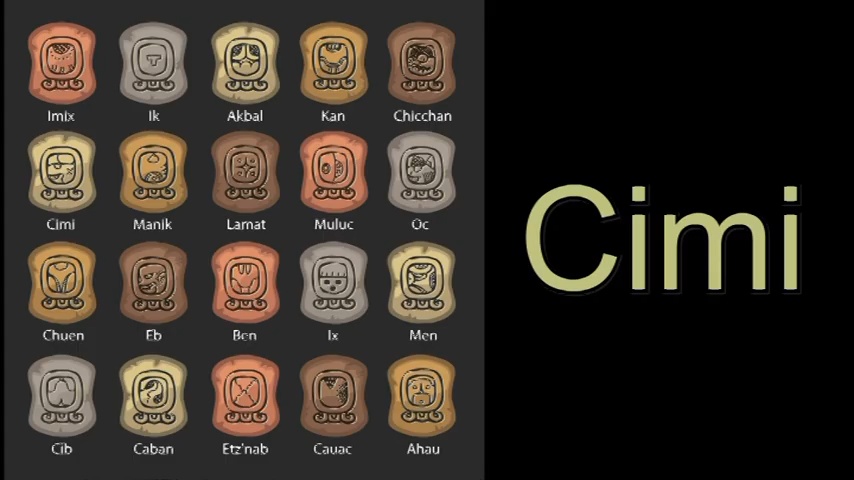 Imix Ik Akbal Kan Chicchan
Cimi Manik Lamat Muluc Oc
Chuen Eb Ben Ix Men
Cib Caban Etz'nab Cauac Ahau
Cimi